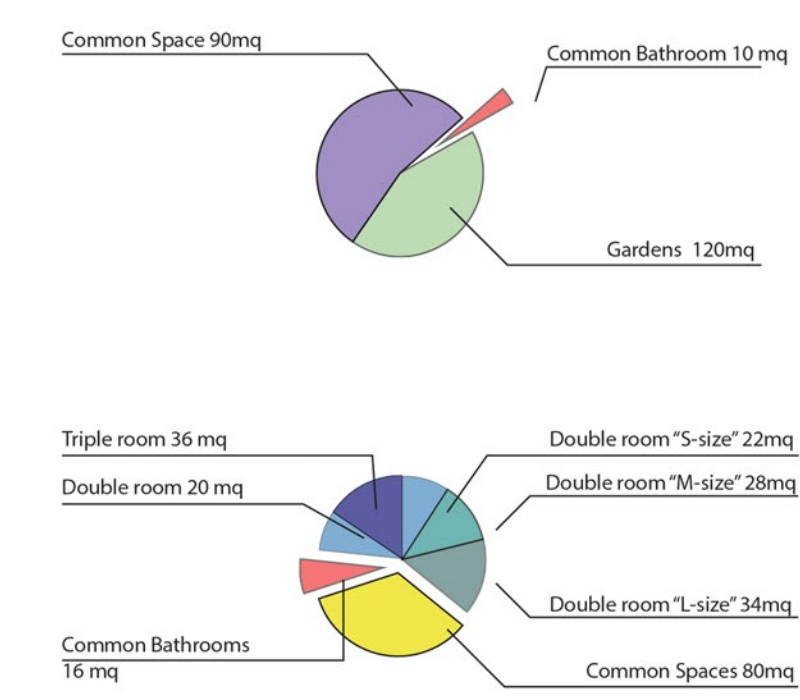 Common Space 90mq
Common Bathroom 10 mq
Gardens 120mq
Triple room 36 mq
Double room “S-size” 22mq
Double room 20 mq
Double room “M-size” 28mq
Double room “L-size” 34mq
Common Bathrooms
16 mq
Common Spaces 80mq